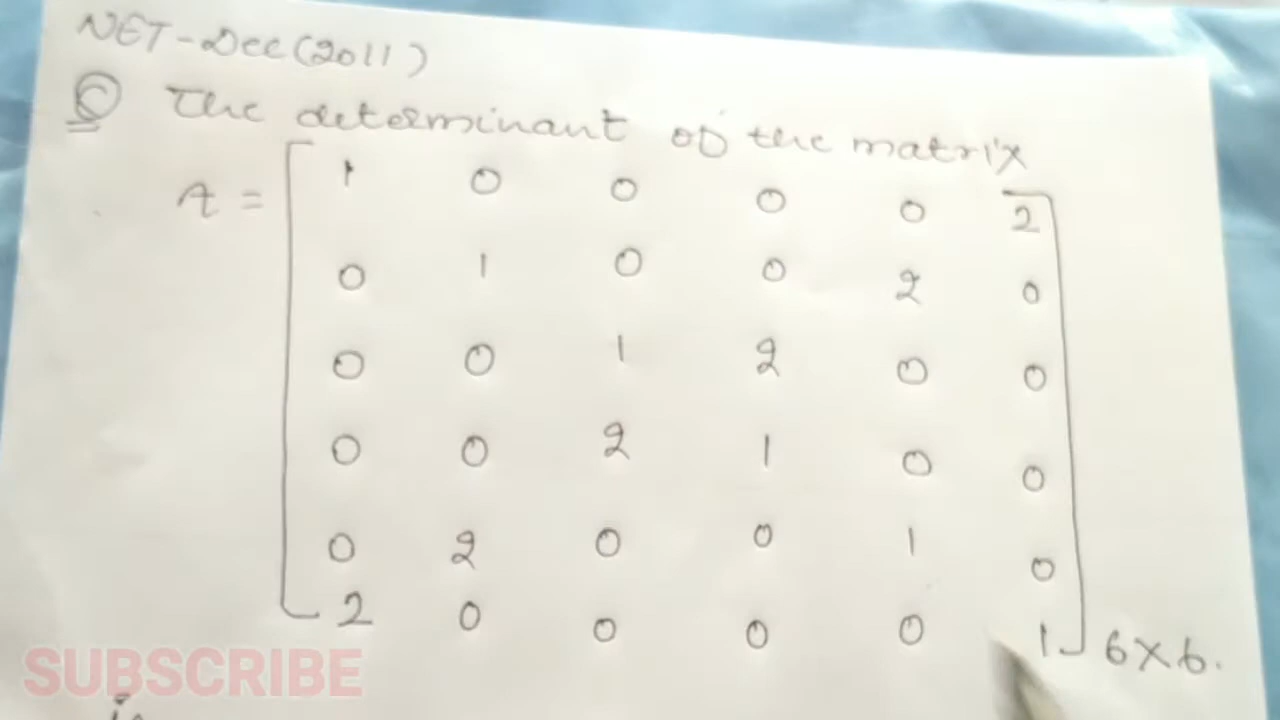 NET-Dec(2011)
Q The determinant of the matrix
A = 1 0 0 0 0 2
0 1 0 0 2 0
0 0 1 2 0 0
0 0 2 1 0 0
0 2 0 0 1 0
2 0 0 0 0 1 6×6.
SUBSCRIBE
is